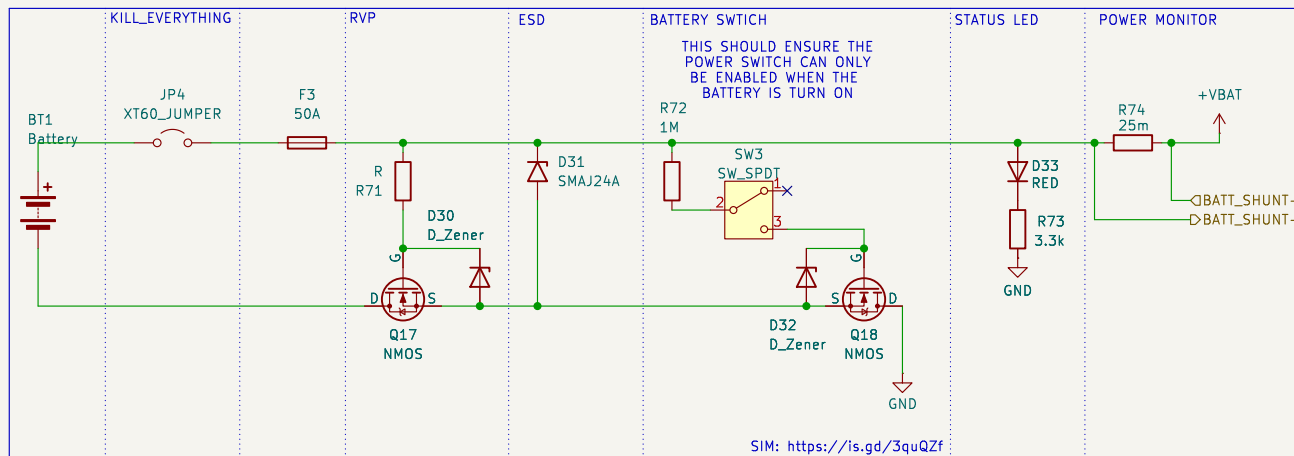 KILL_EVERYTHING
RVP
ESD
BATTERY SWTICH
STATUS LED
POWER MONITOR
THIS SHOULD ENSURE THE
POWER SWITCH CAN ONLY
BE ENABLED WHEN THE
BATTERY IS TURN ON
BT1
Battery
+
JP4
XT60_JUMPER
F3
50A
R
R71
D30
D_Zener
G
D
S
Q17
NMOS
D31
SMAJ24A
R72
1M
SW3
SW_SPDT
1
2
3
G
S
D
D32
D_Zener
Q18
NMOS
GND
D33
RED
R73
3.3k
GND
R74
25m
+VBAT
BATT_SHUNT-
BATT_SHUNT-
SIM: https://is.gd/3quQZf